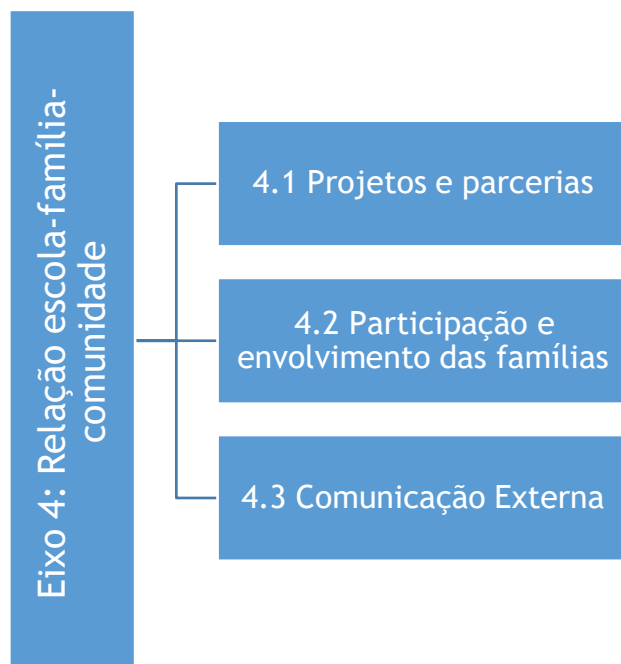 Eixo 4: Relação escola-família-
comunidade
4.1 Projetos e parcerias
4.2 Participação e
envolvimento das famílias
4.3 Comunicação Externa